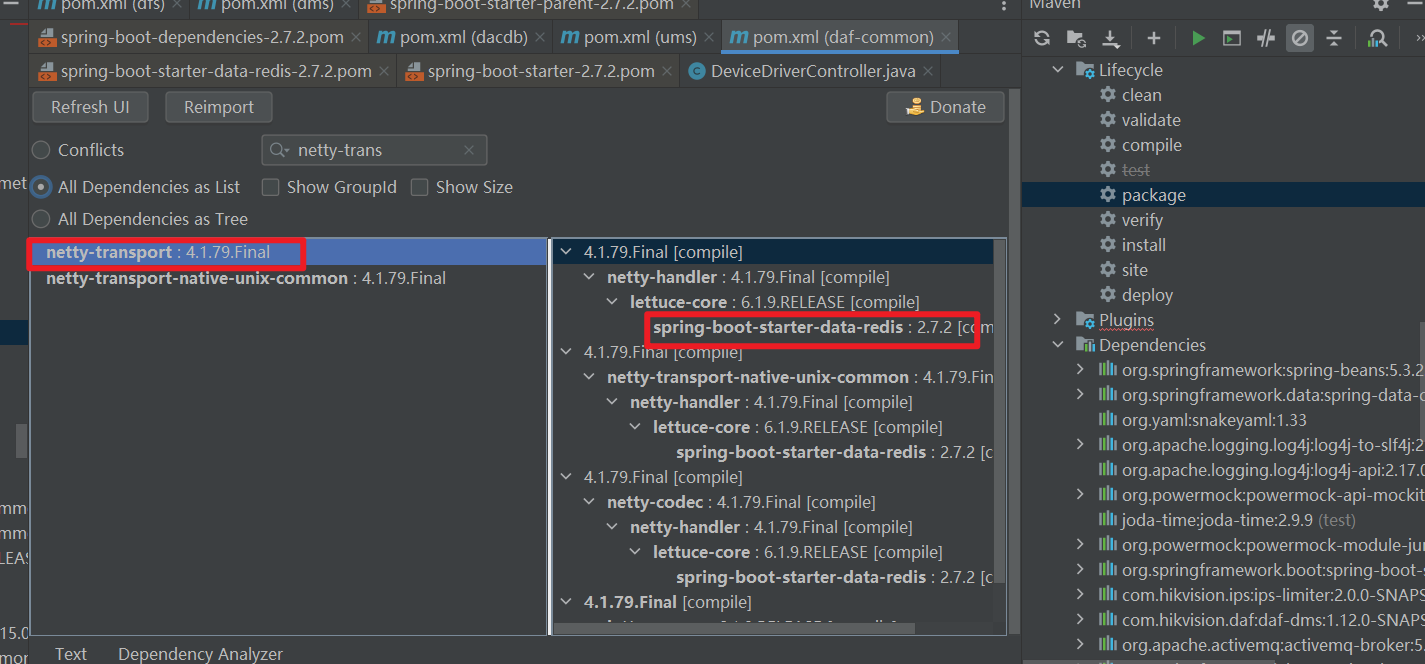 pom.xml (dfs)
pom.xml (dms)
spring-boot-starter-parent-2.7.2.pom
Maven
spring-boot-dependencies-2.7.2.pom
pom.xml (dacdb)
pom.xml (ums)
pom.xml (daf-common)
spring-boot-starter-data-redis-2.7.2.pom
spring-boot-starter-2.7.2.pom
DeviceDriverController.java
Refresh UI
Reimport
Donate
Conflicts
netty-trans
All Dependencies as List
Show GroupId
Show Size
All Dependencies as Tree
netty-transport : 4.1.79.Final
netty-transport-native-unix-common : 4.1.79.Final
4.1.79.Final [compile]
netty-handler : 4.1.79.Final [compile]
lettuce-core : 6.1.9.RELEASE [compile]
spring-boot-starter-data-redis : 2.7.2 [com
4.1.79.Final [compile]
netty-transport-native-unix-common : 4.1.79.Fin
netty-handler : 4.1.79.Final [compile]
lettuce-core : 6.1.9.RELEASE [compile]
spring-boot-starter-data-redis : 2.7.2 [c
4.1.79.Final [compile]
netty-codec : 4.1.79.Final [compile]
netty-handler : 4.1.79.Final [compile]
lettuce-core : 6.1.9.RELEASE [compile]
spring-boot-starter-data-redis : 2.7.2 [c
4.1.79.Final [compile]
Text
Dependency Analyzer
Lifecycle
clean
validate
compile
test
package
verify
install
site
deploy
Plugins
Dependencies
org.springframework:spring-beans:5.3.2
org.springframework.data:spring-data-c
org.yaml:snakeyaml:1.33
org.apache.logging.log4j:log4j-to-slf4j:2
org.apache.logging.log4j:log4j-api:2.17.0
org.powermock:powermock-api-mockit
joda-time:joda-time:2.9.9 (test)
org.powermock:powermock-module-jun
org.springframework.boot:spring-boot-s
com.hikvision.ips:ips-limiter:2.0.0-SNAPS
com.hikvision.daf:daf-dms:1.12.0-SNAPS
org.apache.activemq:activemq-broker:5.